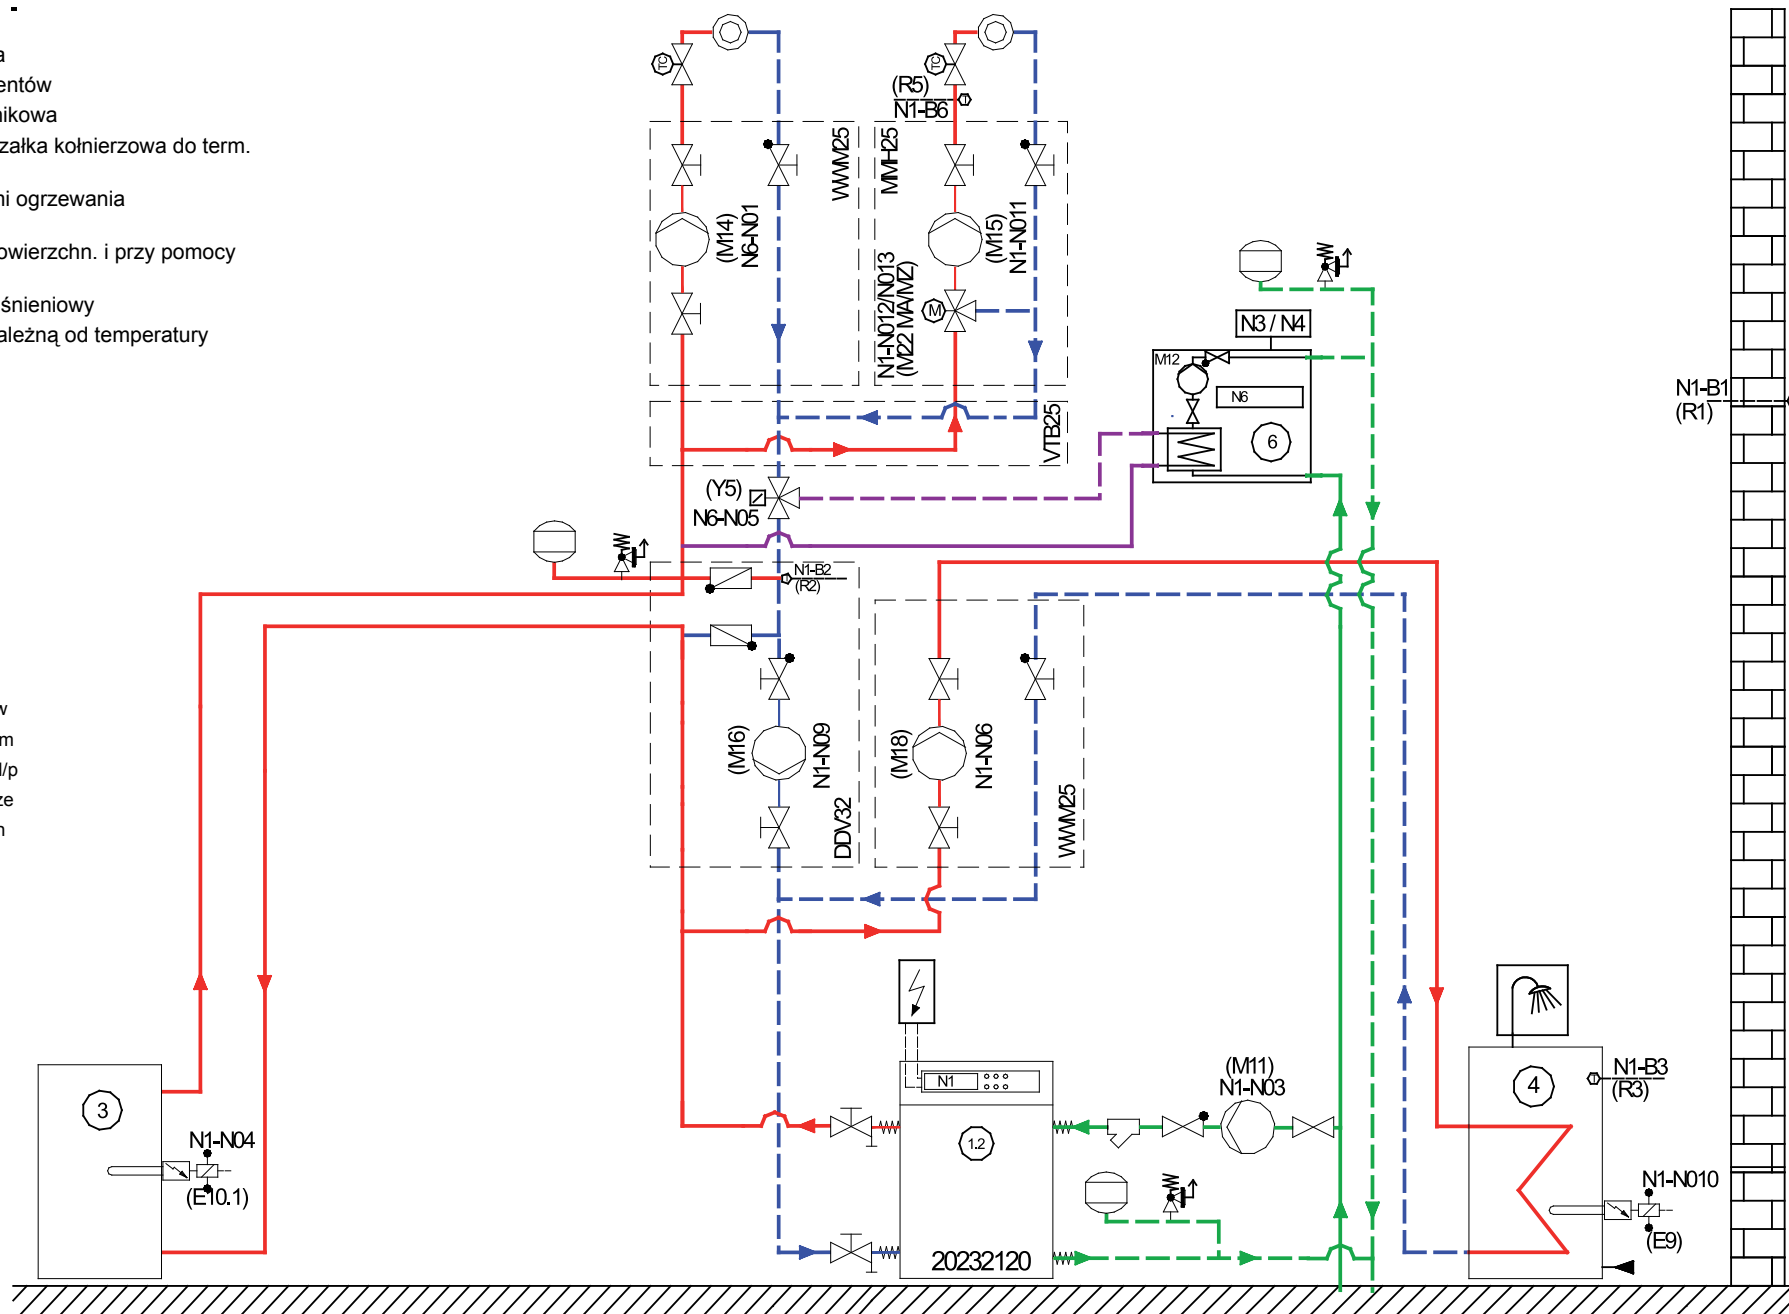 -
a
entów
nikowa
załka kołnierzowa do term.
ni ogrzewania
owierzchn. i przy pomocy
śnieniowy
ależną od temperatury
w
m
l/p
ze
n
TC
TC
(R5)
N1-B6
WWM25
MMH25
(M14)
N6-N01
(M15)
N1-N011
N1-N012/N013
(M22 MA/MZ)
M
VTB25
N3 / N4
M12
N6
6
N1-B1
(R1)
(Y5)
N6-N05
N1-B2
(R2)
(M16)
N1-N09
DDV32
(M18)
N1-N06
WWM25
3
N1-N04
(E10.1)
N1
1.2
20232120
(M11)
N1-N03
4
N1-B3
(R3)
N1-N010
(E9)